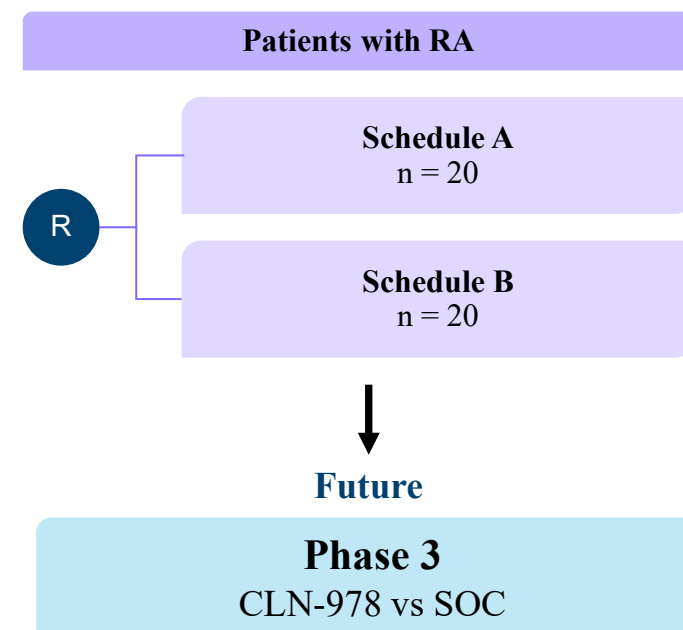 Patients with RA
Schedule A
n = 20
R
Schedule B
n = 20
Future
Phase 3
CLN-978 vs SOC